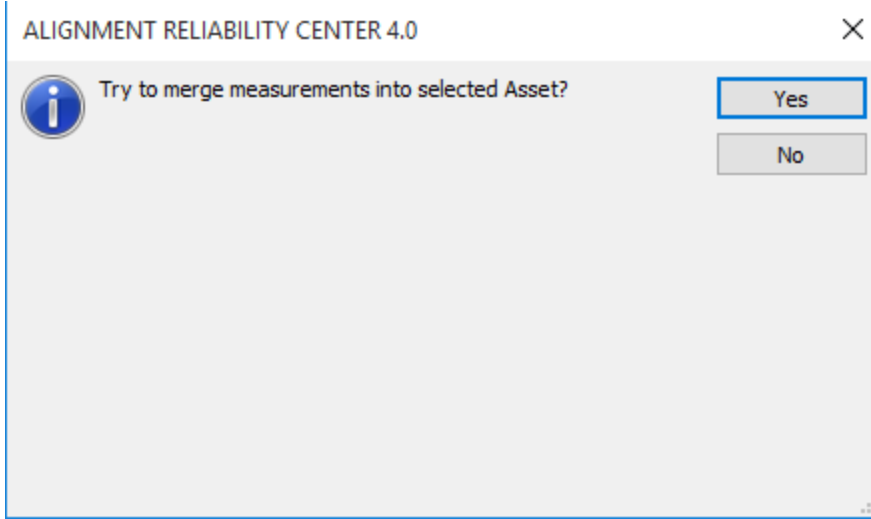 ALIGNMENT RELIABILITY CENTER 4.0
Try to merge measurements into selected Asset?
Yes
No